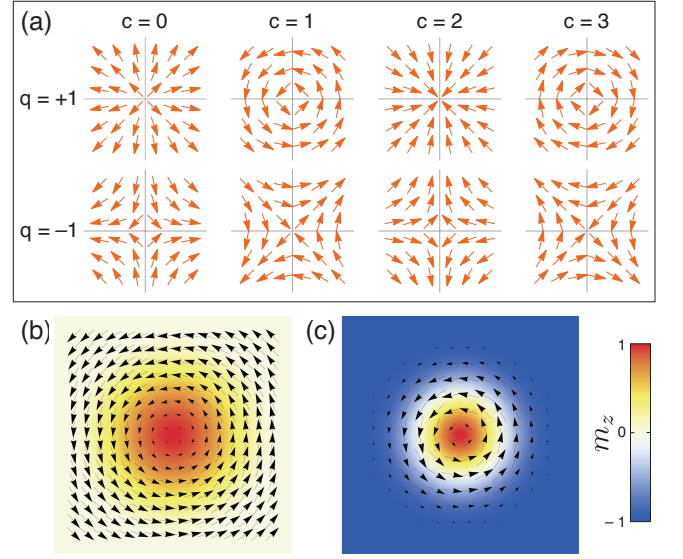 (a)
c = 0 c = 1 c = 2 c = 3
q = +1
q = −1
(b)
(c)
1
0
− 1
m_z